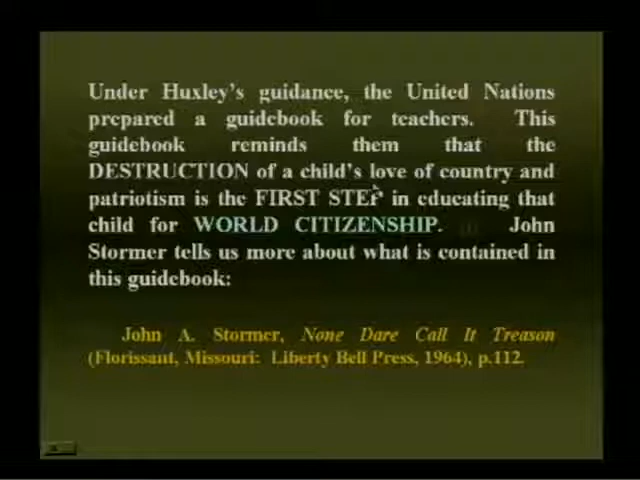 Under Huxley's guidance, the United Nations
prepared a guidebook for teachers. This
guidebook reminds them that the
DESTRUCTION of a child's love of country and
patriotism is the FIRST STEP in educating that
child for WORLD CITIZENSHIP. John
Stormer tells us more about what is contained in
this guidebook:
John A. Stormer, None Dare Call It Treason
(Florissant, Missouri: Liberty Bell Press, 1964), p.112.